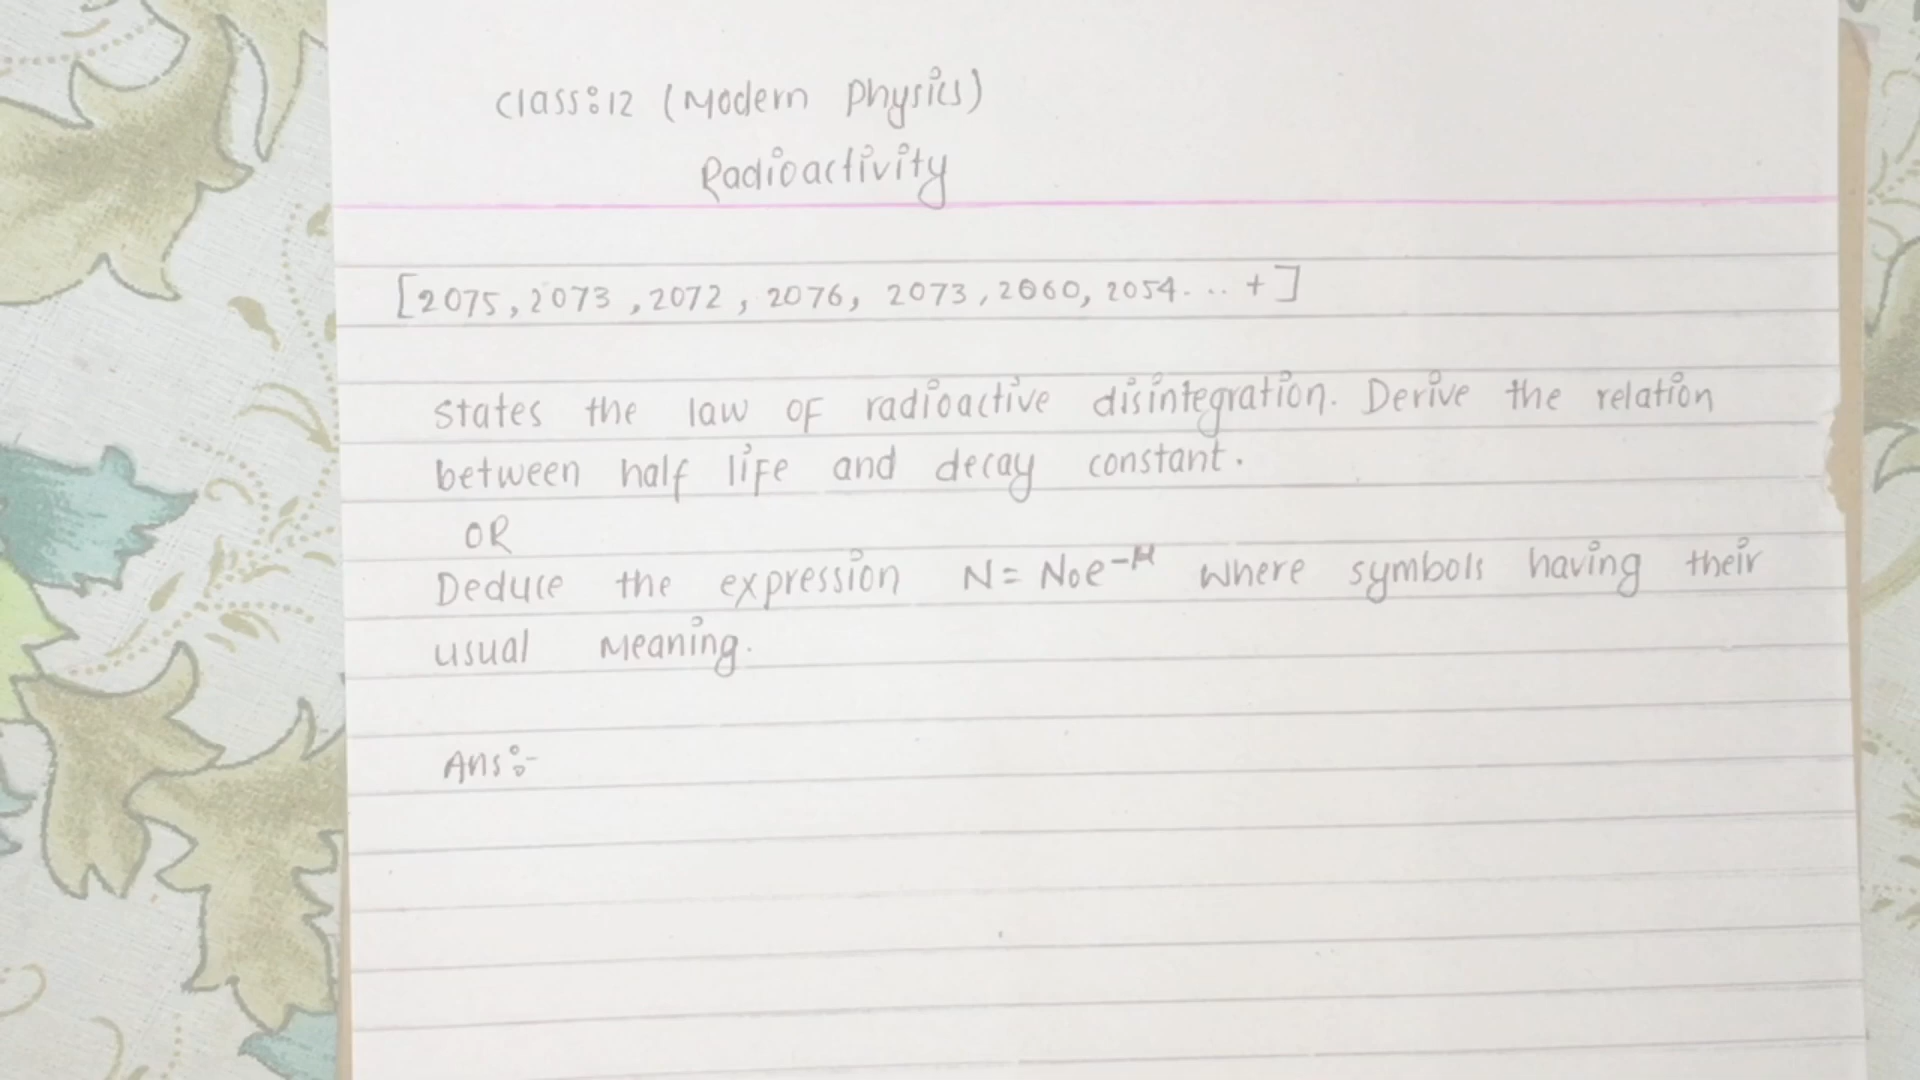 class:12 (Modern Physics)
Radioactivity
[2075, 2073, 2072, 2076, 2073, 2060, 2054... +]
States the law of radioactive disintegration. Derive the relation
between half life and decay constant.
OR
Deduce the expression N = N0e where symbols having their
usual Meaning.
Ans:-